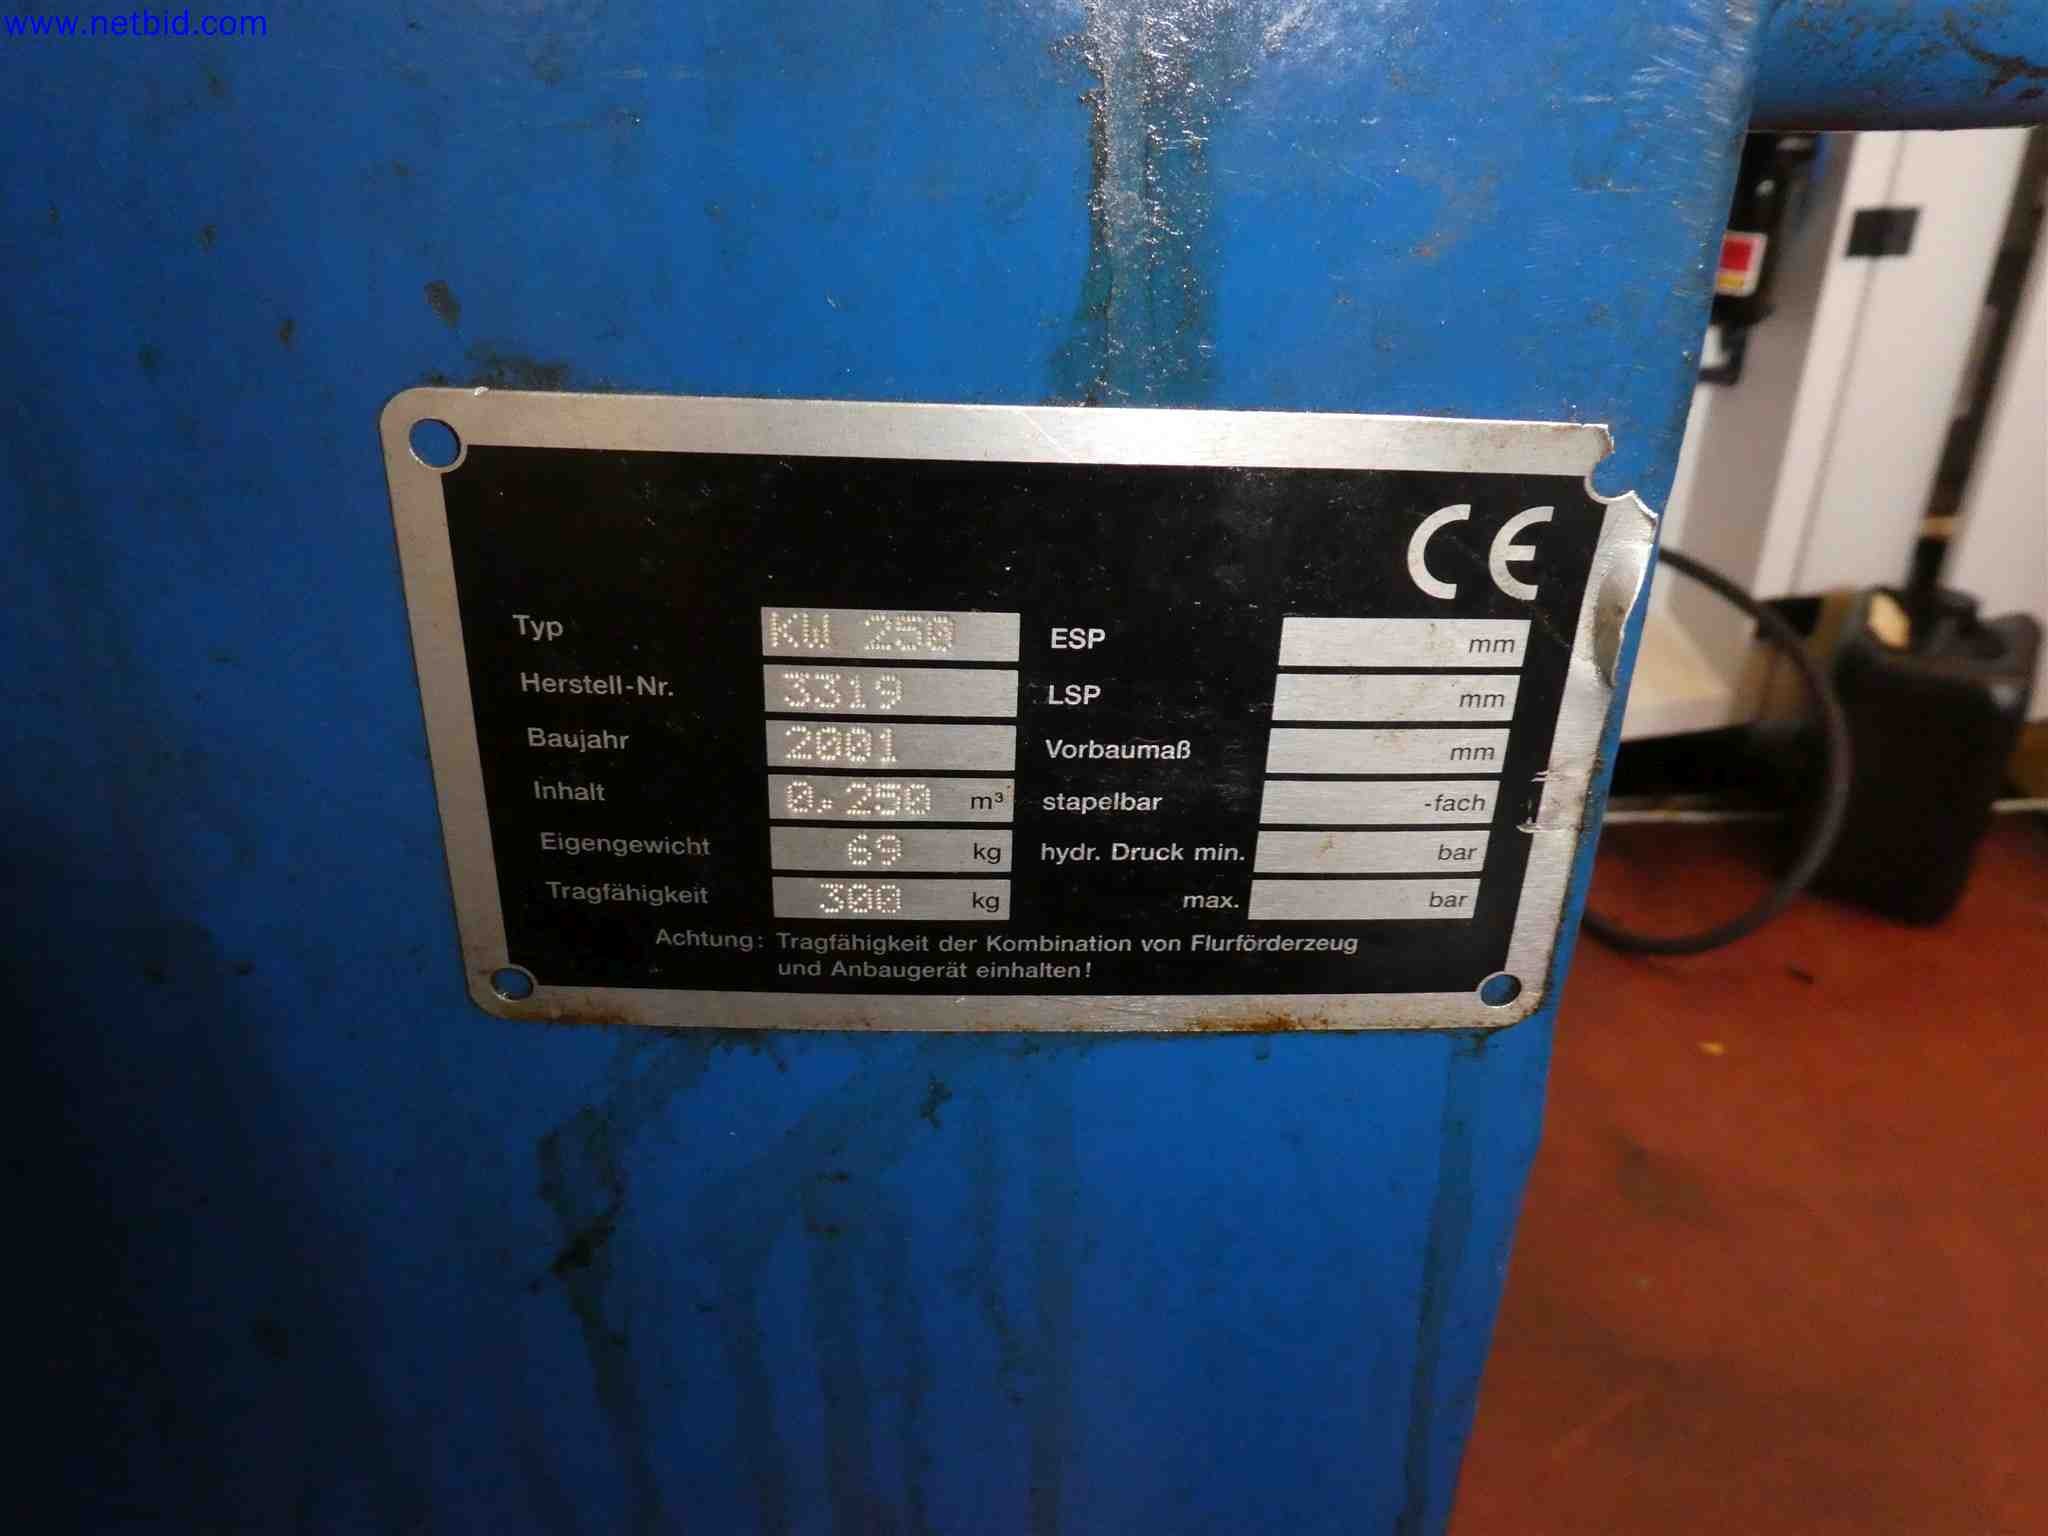 www.netbid.com
CE
Typ KW 250 ESP mm
Herstell-Nr. 3319 LSP mm
Baujahr 2001 Vorbaumaß mm
Inhalt 0.250 m³ stapelbar -fach
Eigengewicht 69 kg hydr. Druck min. bar
Tragfähigkeit 300 kg max. bar
Achtung: Tragfähigkeit der Kombination von Flurförderzeug
und Anbaugerät einhalten!